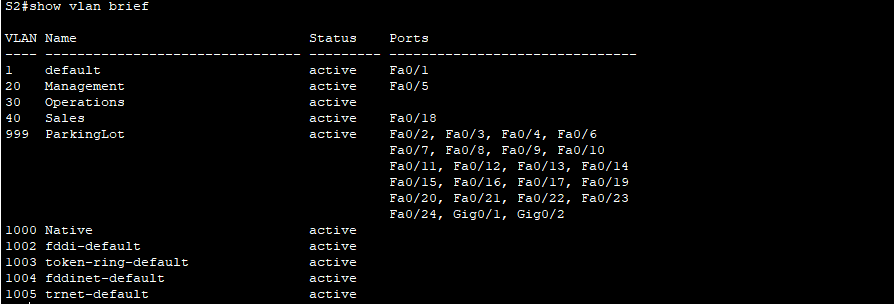 S2#show vlan brief
VLAN Name                             Status    Ports
---- -------------------------------- --------- -------------------------------
1    default                          active    Fa0/1
20   Management                       active    Fa0/5
30   Operations                       active
40   Sales                            active    Fa0/18
999  ParkingLot                       active    Fa0/2, Fa0/3, Fa0/4, Fa0/6
                                                Fa0/7, Fa0/8, Fa0/9, Fa0/10
                                                Fa0/11, Fa0/12, Fa0/13, Fa0/14
                                                Fa0/15, Fa0/16, Fa0/17, Fa0/19
                                                Fa0/20, Fa0/21, Fa0/22, Fa0/23
                                                Fa0/24, Gig0/1, Gig0/2
1000 Native                           active
1002 fddi-default                     active
1003 token-ring-default               active
1004 fddinet-default                  active
1005 trnet-default                    active